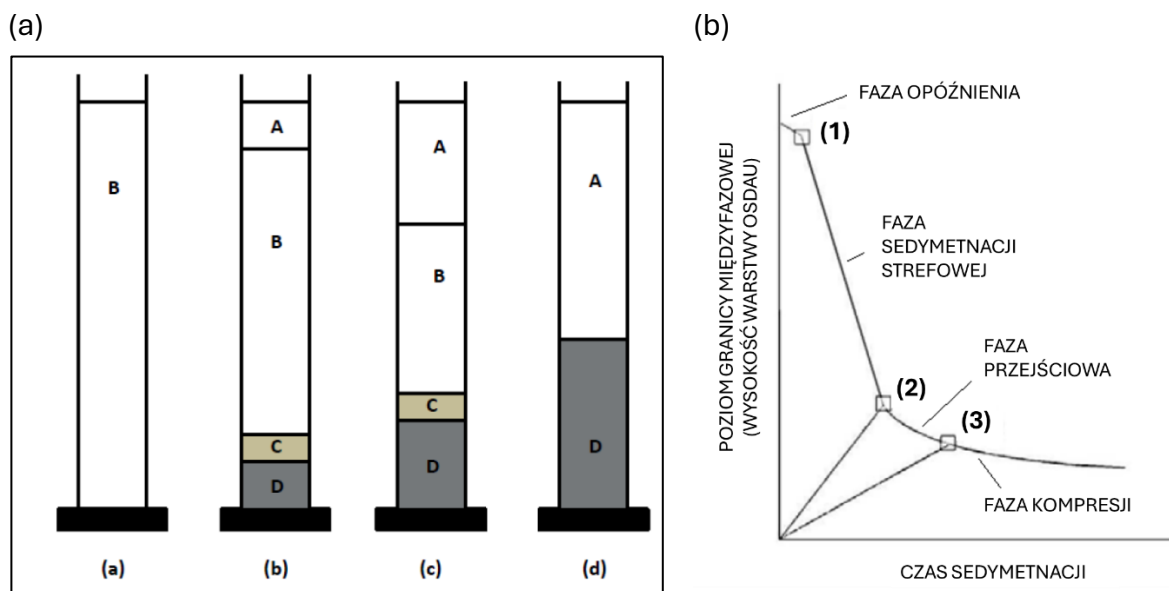 (a)
B
A
B
C
D
A
B
C
D
A
D
(a)
(b)
(c)
(d)
(b)
FAZA OPÓŹNIENIA
(1)
FAZA
SEDYMETNACJI
STREFOWEJ
FAZA
PRZEJŚCIOWA
(2)
(3)
FAZA KOMPRESJI
POZIOM GRANICY MIĘDZYFAZOWEJ
(WYSOKOŚĆ WARSTWY OSDAU)
CZAS SEDYMETNACJI